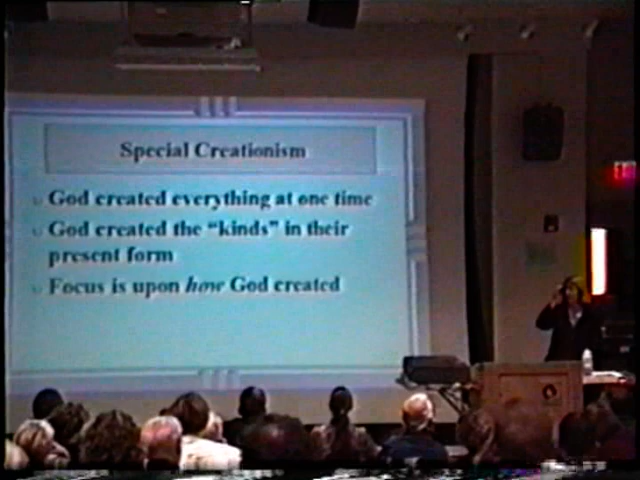 Special Creationism
God created everything at one time
God created the "kinds" in their
present form
Focus is upon how God created